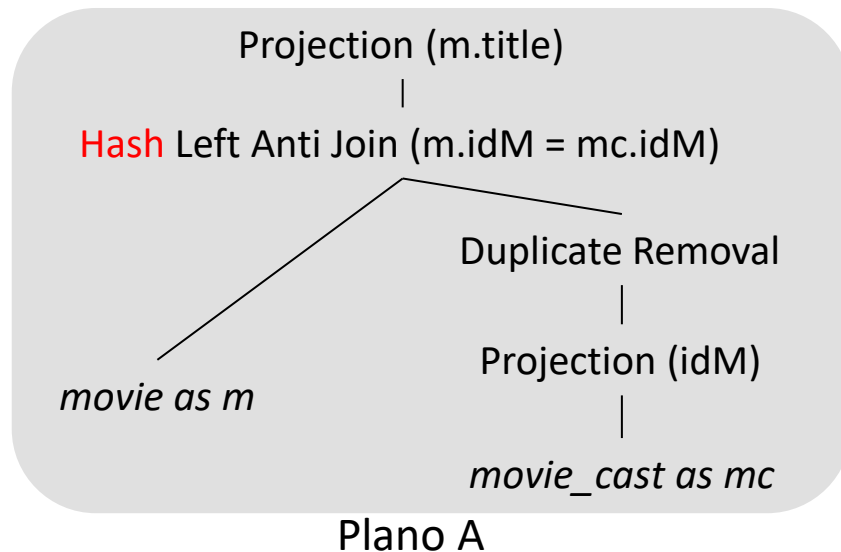 Projection (m.title)
Hash Left Anti Join (m.idM = mc.idM)
Duplicate Removal
Projection (idM)
movie as m
movie_cast as mc
Plano A